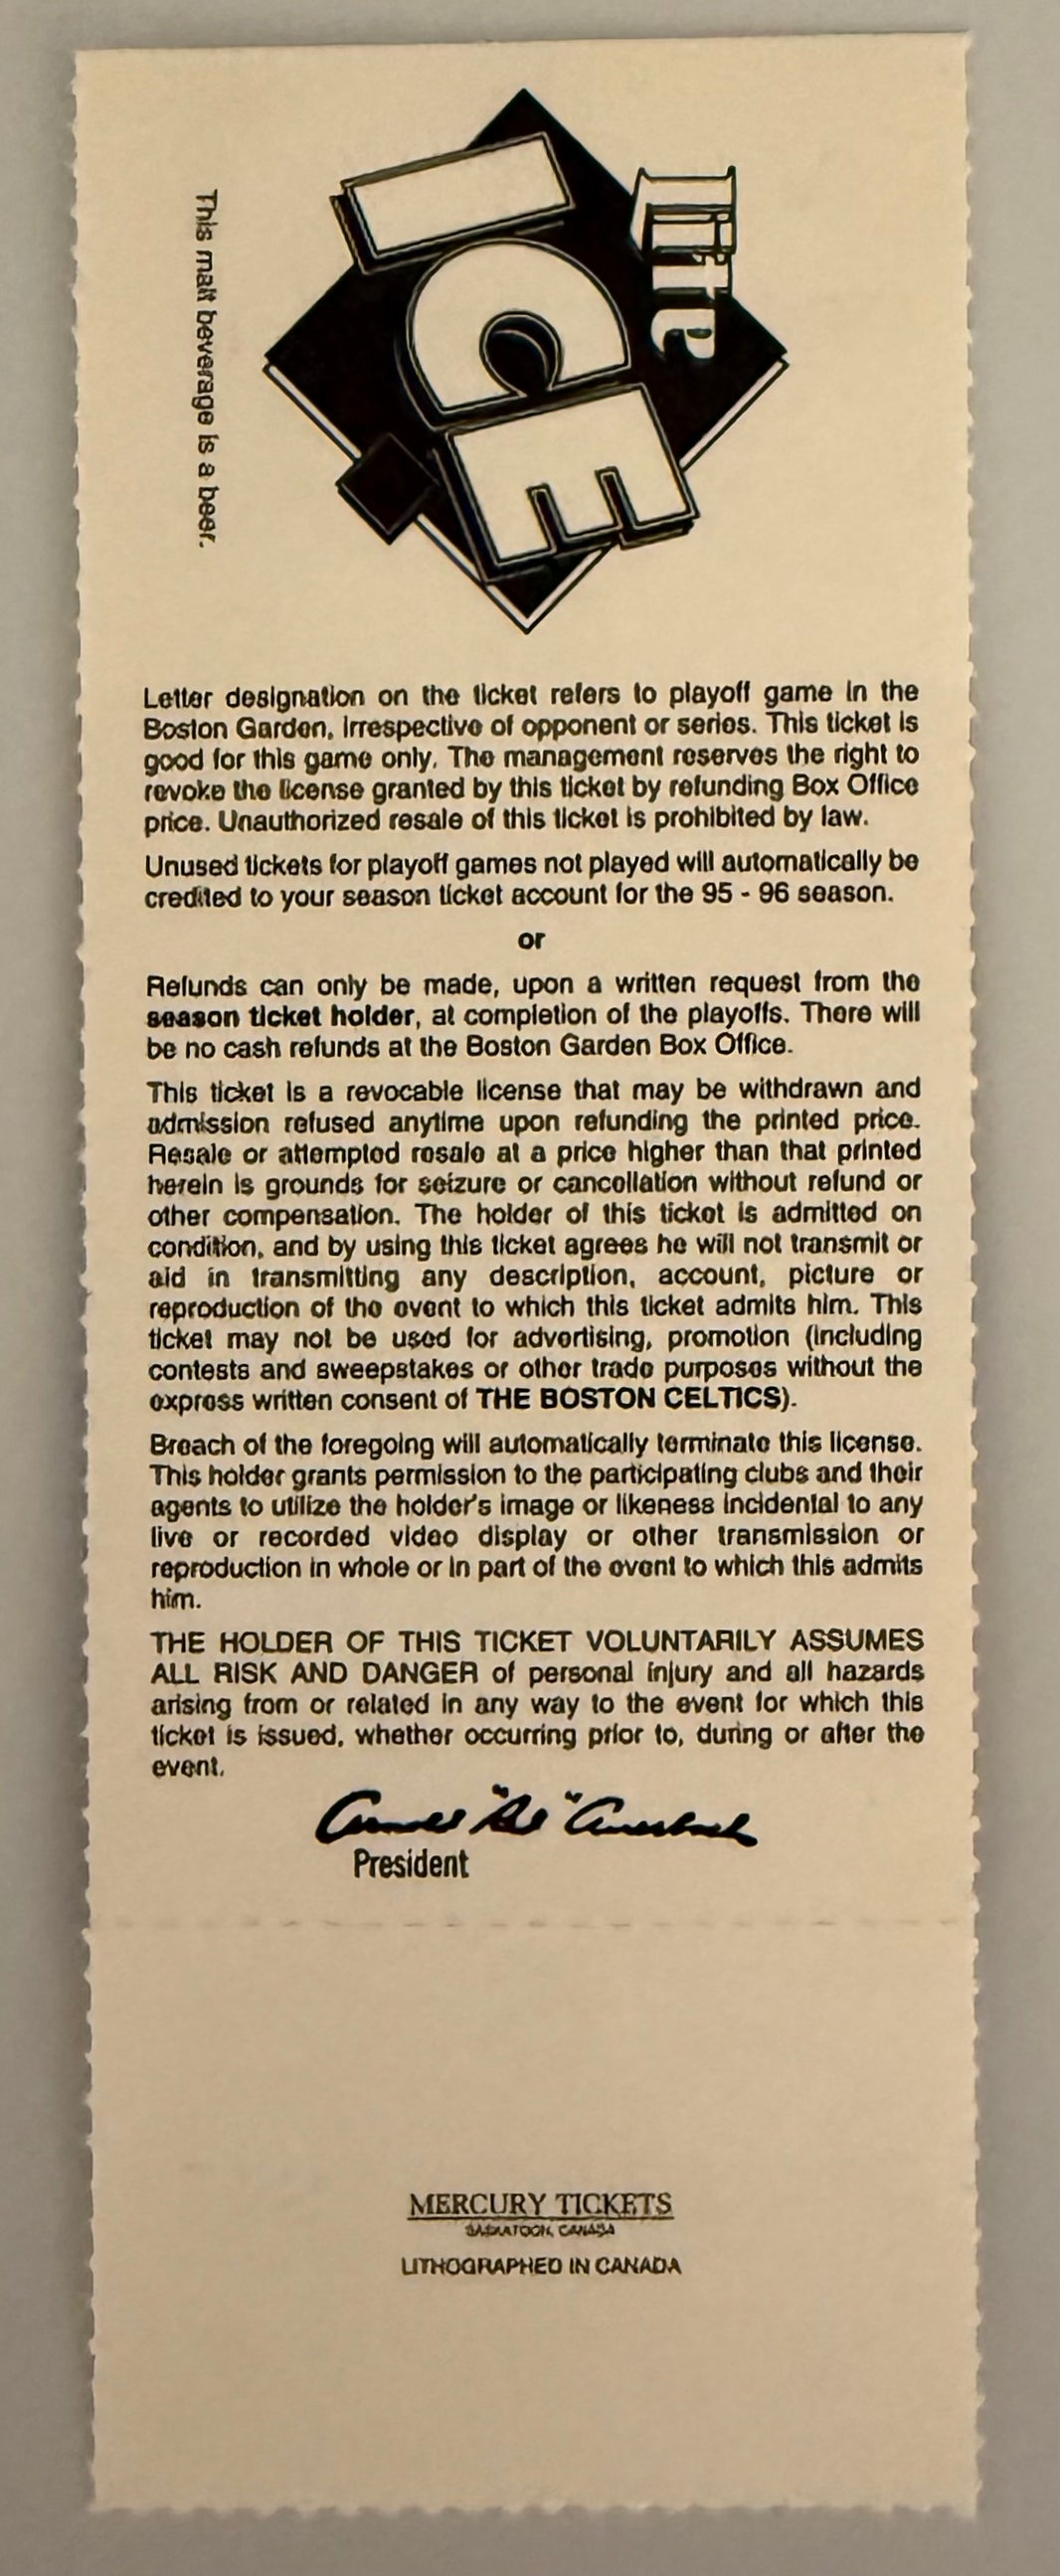 lite
ICE
This malt beverage is a beer.
Letter designation on the ticket refers to playoff game in the
Boston Garden, irrespective of opponent or series. This ticket is
good for this game only. The management reserves the right to
revoke the license granted by this ticket by refunding Box Office
price. Unauthorized resale of this ticket is prohibited by law.
Unused tickets for playoff games not played will automatically be
credited to your season ticket account for the 95 - 96 season.
or
Refunds can only be made, upon a written request from the
season ticket holder, at completion of the playoffs. There will
be no cash refunds at the Boston Garden Box Office.
This ticket is a revocable license that may be withdrawn and
admission refused anytime upon refunding the printed price.
Resale or attempted resale at a price higher than that printed
herein is grounds for seizure or cancellation without refund or
other compensation. The holder of this ticket is admitted on
condition, and by using this ticket agrees he will not transmit or
aid in transmitting any description, account, picture or
reproduction of the event to which this ticket admits him. This
ticket may not be used for advertising, promotion (including
contests and sweepstakes or other trade purposes without the
express written consent of THE BOSTON CELTICS).
Breach of the foregoing will automatically terminate this license.
This holder grants permission to the participating clubs and their
agents to utilize the holder's image or likeness incidental to any
live or recorded video display or other transmission or
reproduction in whole or in part of the event to which this admits
him.
THE HOLDER OF THIS TICKET VOLUNTARILY ASSUMES
ALL RISK AND DANGER of personal injury and all hazards
arising from or related in any way to the event for which this
ticket is issued, whether occurring prior to, during or after the
event.
"Red" Auerbach
President
MERCURY TICKETS
SASKATOON, CANADA
LITHOGRAPHED IN CANADA